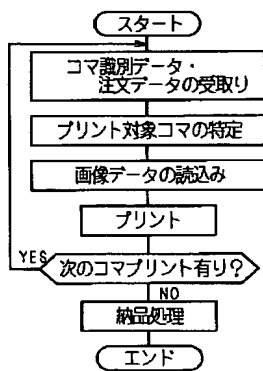 スタート
コマ識別データ・
注文データの受取り
プリント対象コマの特定
画像データの読込み
プリント
YES
次のコマプリント有り?
NO
納品処理
エンド